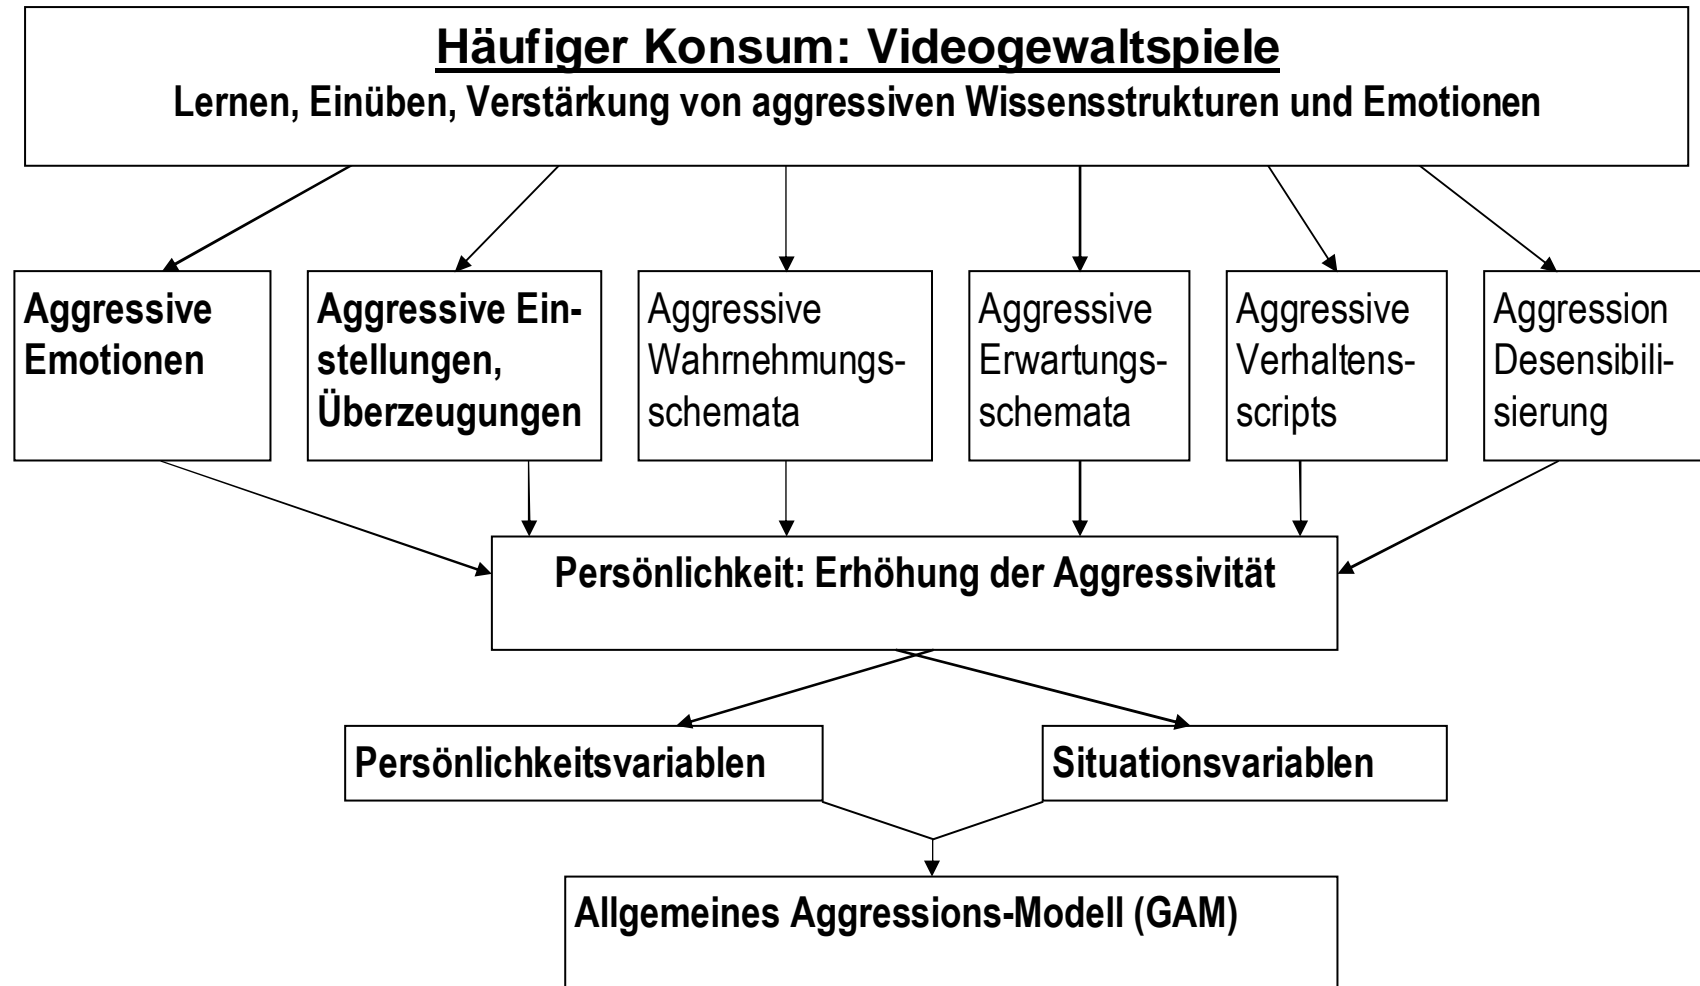 Häufiger Konsum: Videogewaltspiele
Lernen, Einüben, Verstärkung von aggressiven Wissensstrukturen und Emotionen
Aggressive
Emotionen
Aggressive Ein-
stellungen,
Überzeugungen
Aggressive
Wahrnehmungs-
schemata
Aggressive
Erwartungs-
schemata
Aggressive
Verhaltens-
scripts
Aggression
Desensibili-
sierung
Persönlichkeit: Erhöhung der Aggressivität
Persönlichkeitsvariablen
Situationsvariablen
Allgemeines Aggressions-Modell (GAM)